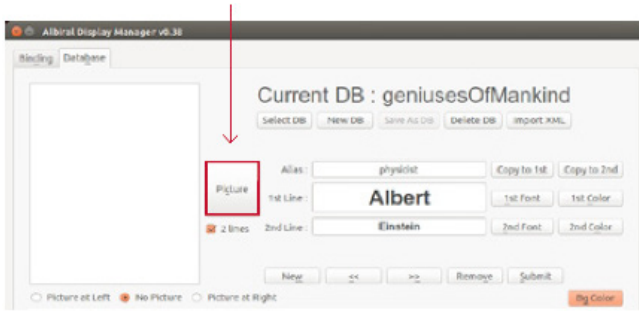 Albiral Display Manager v0.38
Binding Database
Current DB : geniusesOfMankind
Select DB New DB Save As DB Delete DB Import XML
Alias: physicist Copy to 1st Copy to 2nd
Picture 1st Line: Albert 1st Font 1st Color
2 lines 2nd Line: Einstein 2nd Font 2nd Color
New << >> Remove Submit
Picture at Left No Picture Picture at Right Bg Color